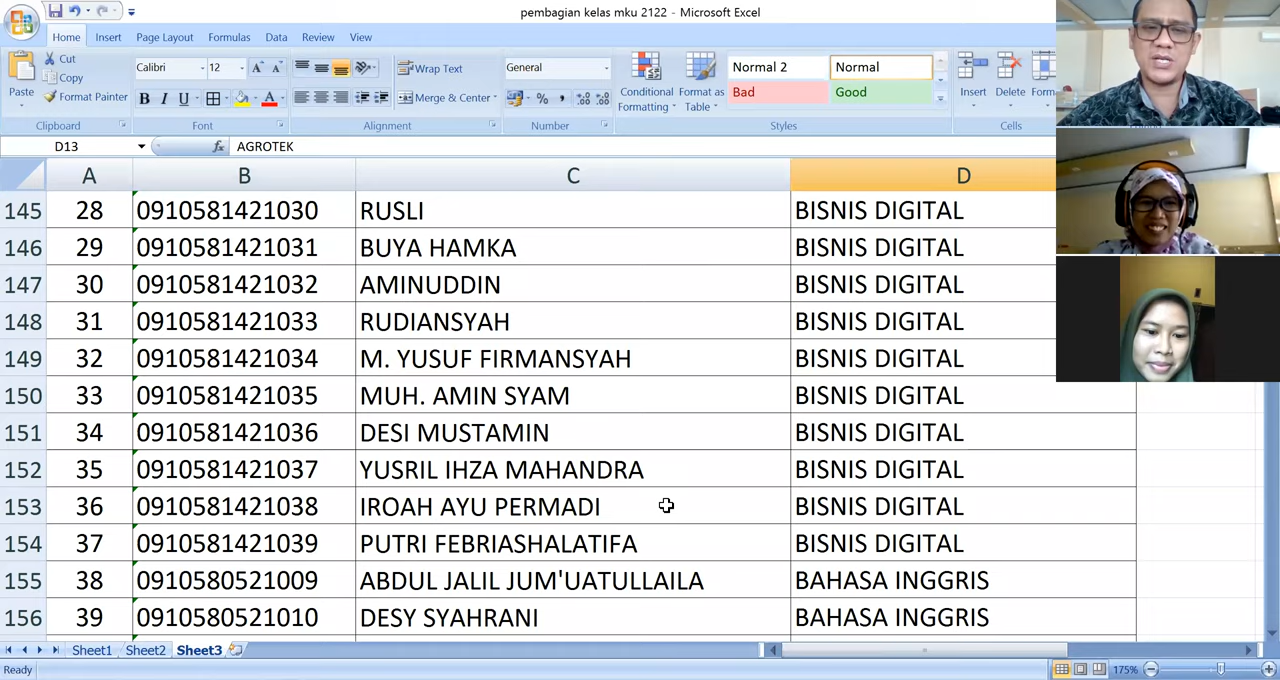 pembagian kelas mku 2122 - Microsoft Excel
Home Insert Page Layout Formulas Data Review View
Cut
Copy
Format Painter
Paste
Calibri 12
Wrap Text
Merge & Center
General
Conditional Formatting
Format as Table
Normal 2 Normal
Bad Good
Insert Delete
Clipboard Font Alignment Number Styles Cells
D13 fx AGROTEK
A B C D
145 28 0910581421030 RUSLI BISNIS DIGITAL
146 29 0910581421031 BUYA HAMKA BISNIS DIGITAL
147 30 0910581421032 AMINUDDIN BISNIS DIGITAL
148 31 0910581421033 RUDIANSYAH BISNIS DIGITAL
149 32 0910581421034 M. YUSUF FIRMANSYAH BISNIS DIGITAL
150 33 0910581421035 MUH. AMIN SYAM BISNIS DIGITAL
151 34 0910581421036 DESI MUSTAMIN BISNIS DIGITAL
152 35 0910581421037 YUSRIL IHZA MAHANDRA BISNIS DIGITAL
153 36 0910581421038 IROAH AYU PERMADI BISNIS DIGITAL
154 37 0910581421039 PUTRI FEBRIASHALATIFA BISNIS DIGITAL
155 38 0910580521009 ABDUL JALIL JUM'UATULLAILA BAHASA INGGRIS
156 39 0910580521010 DESY SYAHRANI BAHASA INGGRIS
Sheet1 Sheet2 Sheet3
Ready 175%